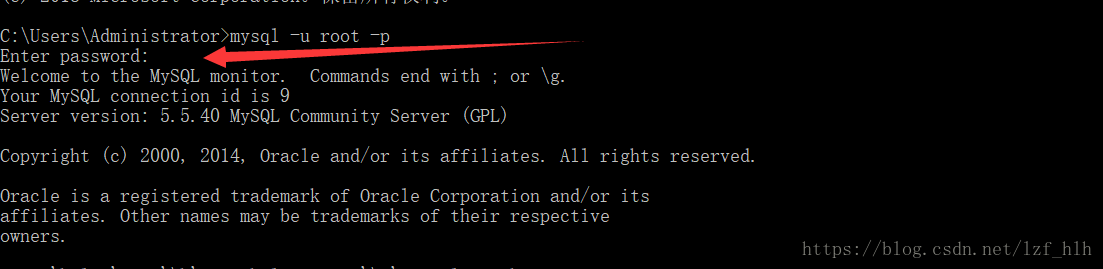 C:\Users\Administrator>mysql -u root -p
Enter password:
Welcome to the MySQL monitor.  Commands end with ; or \g.
Your MySQL connection id is 9
Server version: 5.5.40 MySQL Community Server (GPL)
Copyright (c) 2000, 2014, Oracle and/or its affiliates. All rights reserved.
Oracle is a registered trademark of Oracle Corporation and/or its
affiliates. Other names may be trademarks of their respective
owners.
https://blog.csdn.net/lzf_hlh